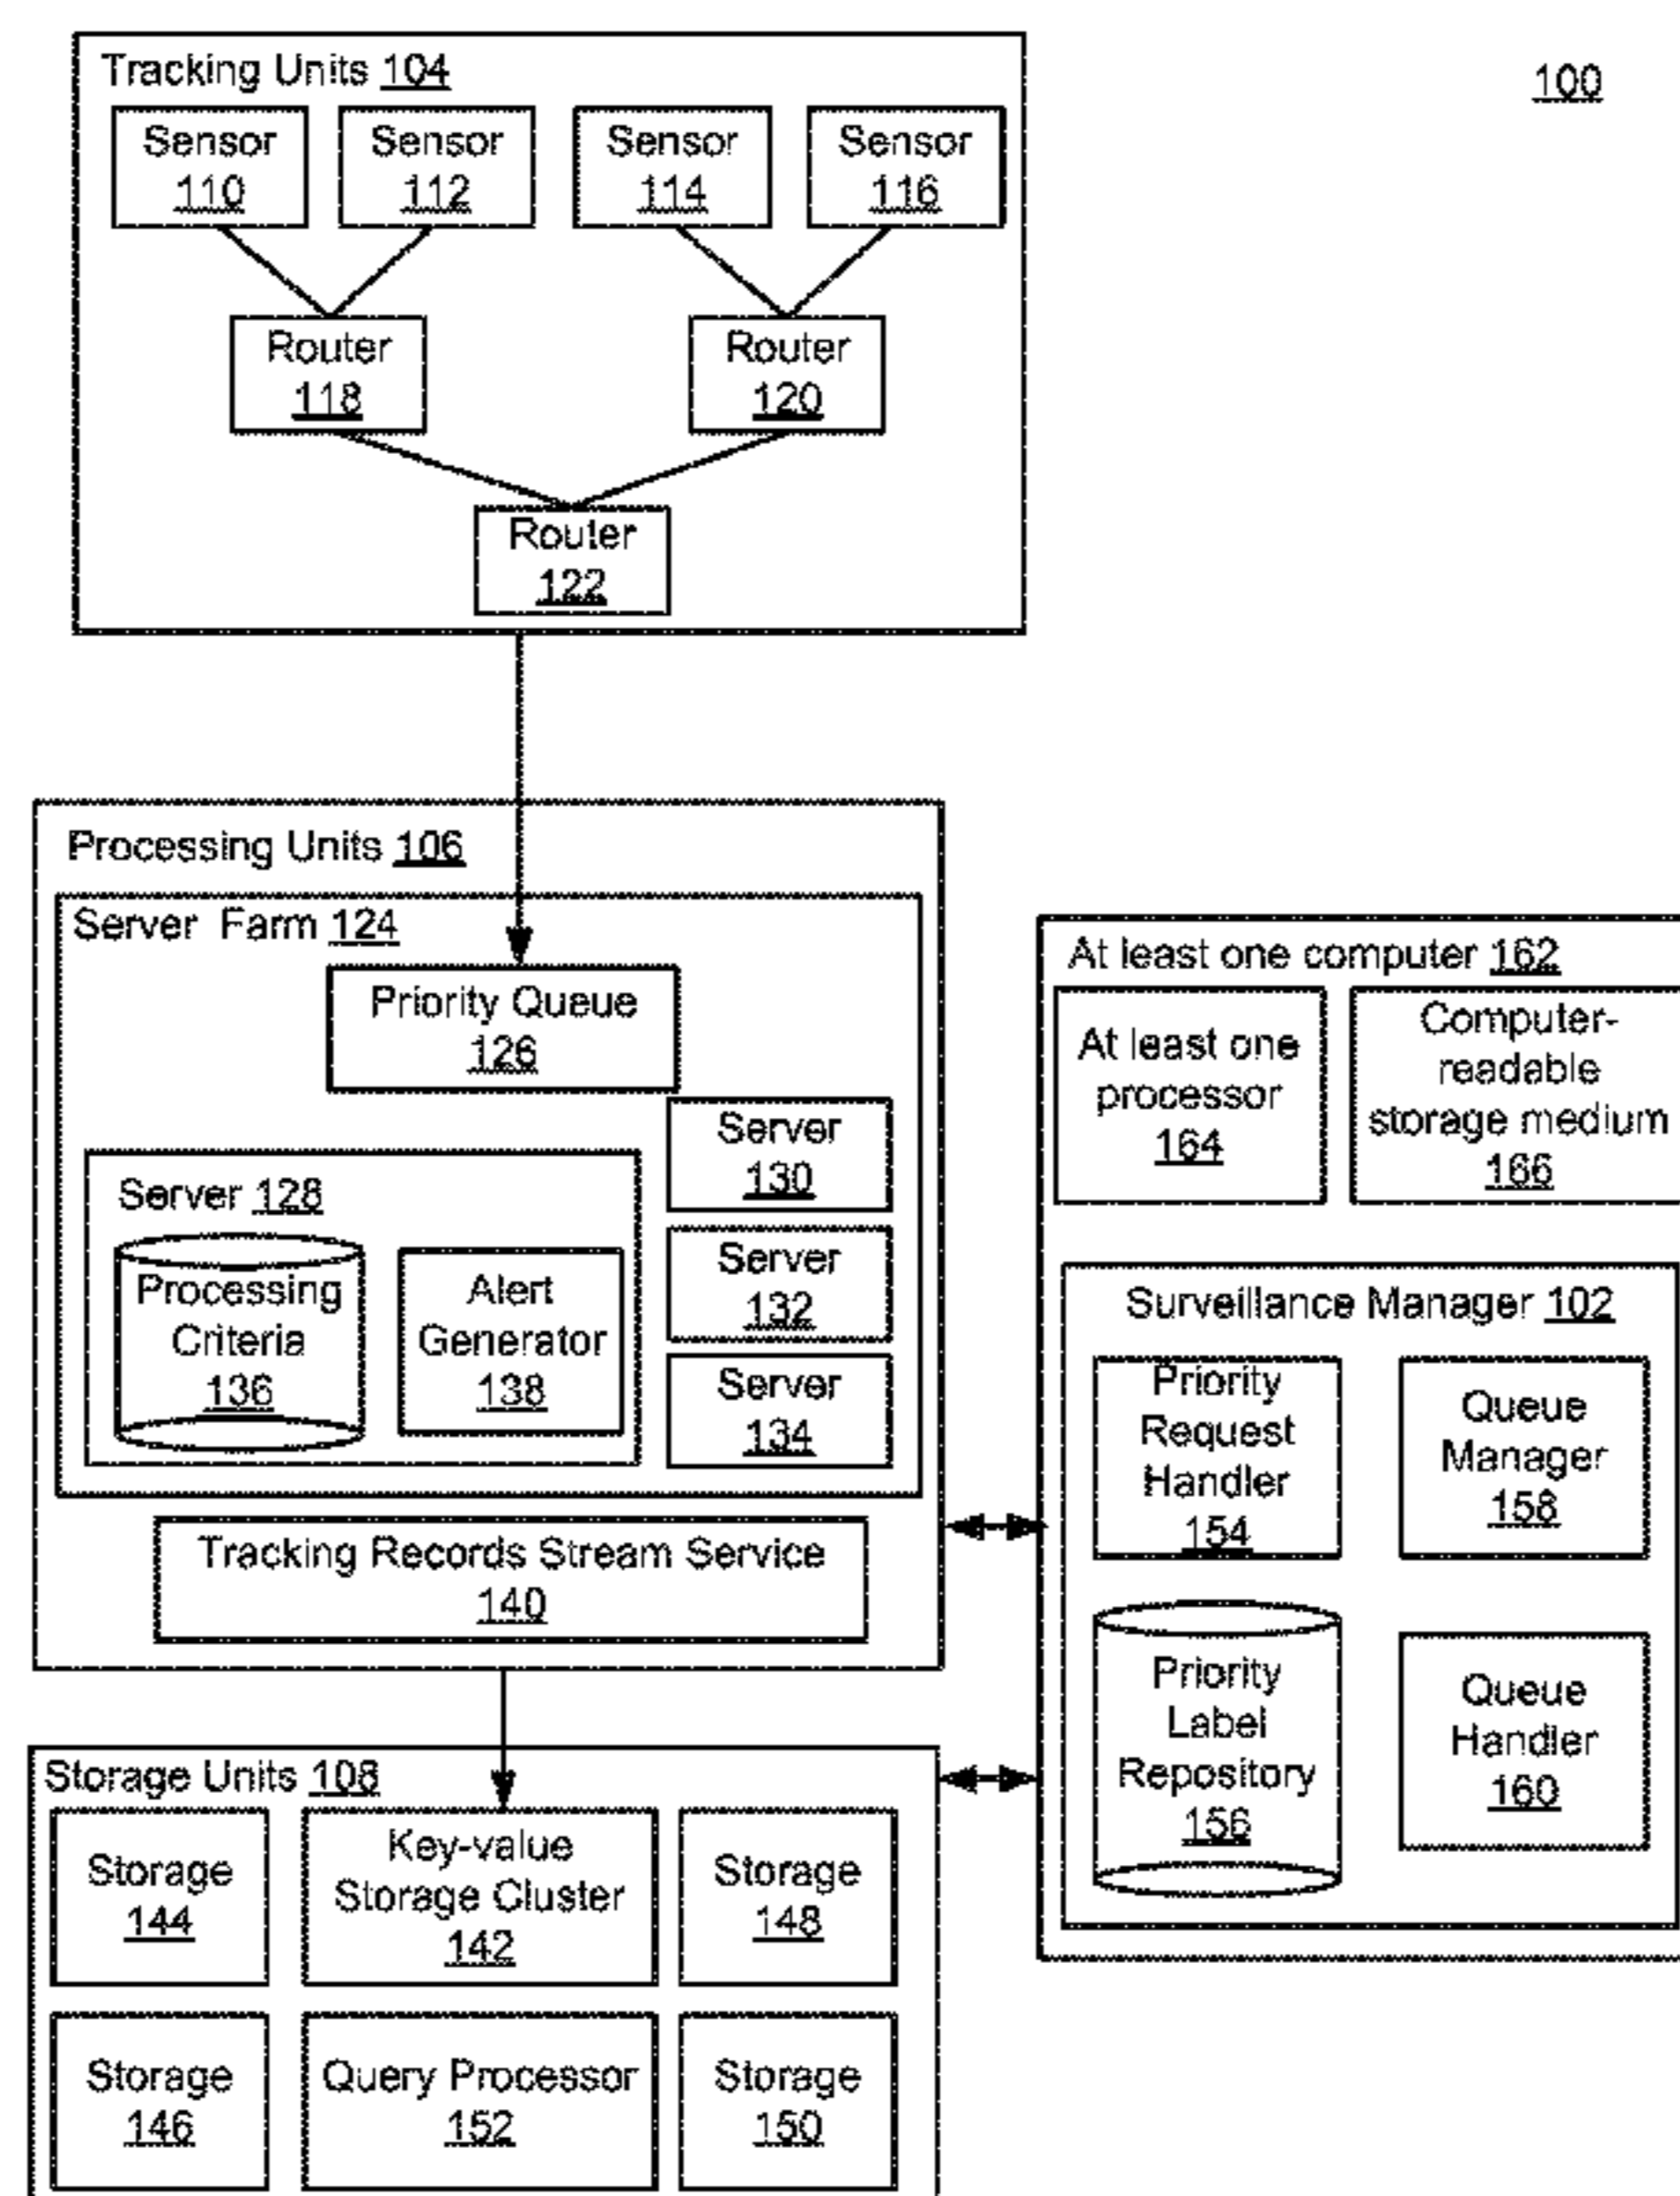 100
Tracking Units 104
Sensor
110
Sensor
112
Sensor
114
Sensor
116
Router
118
Router
120
Router
122
Processing Units 106
Server Farm 124
Priority Queue
126
Server 128
Processing
Criteria
136
Alert
Generator
138
Server
130
Server
132
Server
134
Tracking Records Stream Service
140
At least one computer 162
At least one
processor
164
Computer-
readable
storage medium
166
Surveillance Manager 102
Priority
Request
Handler
154
Queue
Manager
158
Priority
Label
Repository
156
Queue
Handler
160
Storage Units 108
Storage
144
Key-value
Storage Cluster
142
Storage
148
Storage
146
Query Processor
152
Storage
150